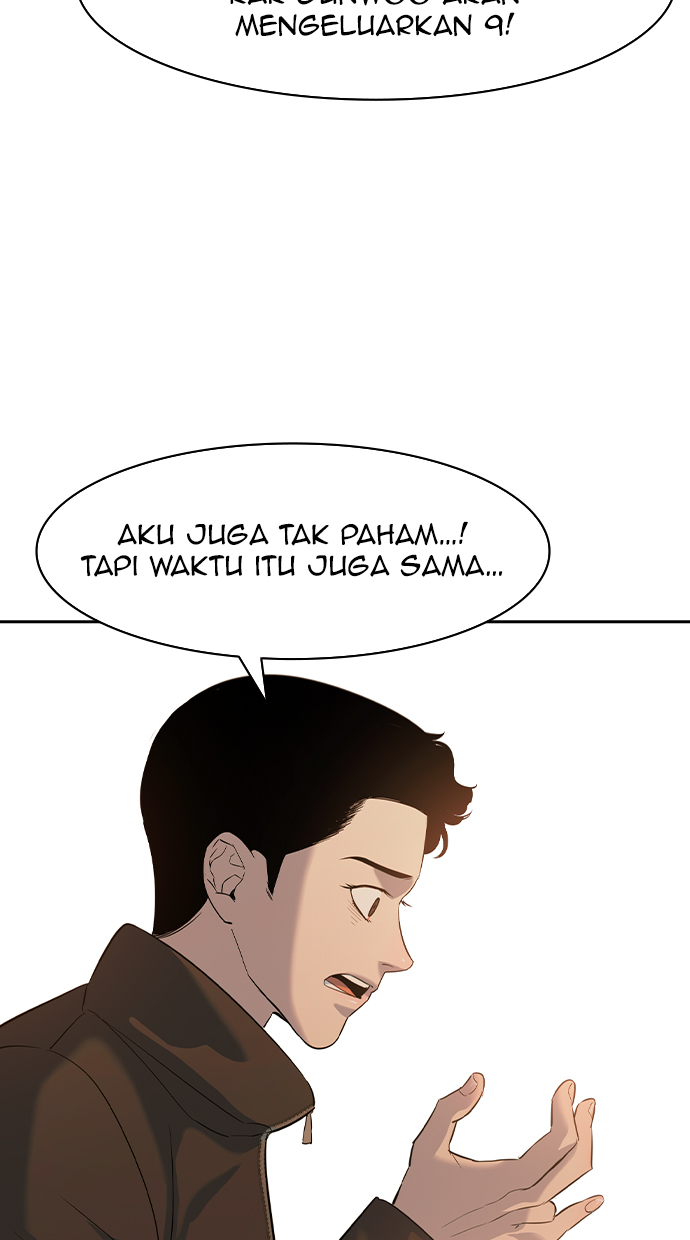 MENGELUARKAN 9!
AKU JUGA TAK PAHAM...!
TAPI WAKTU ITU JUGA SAMA...